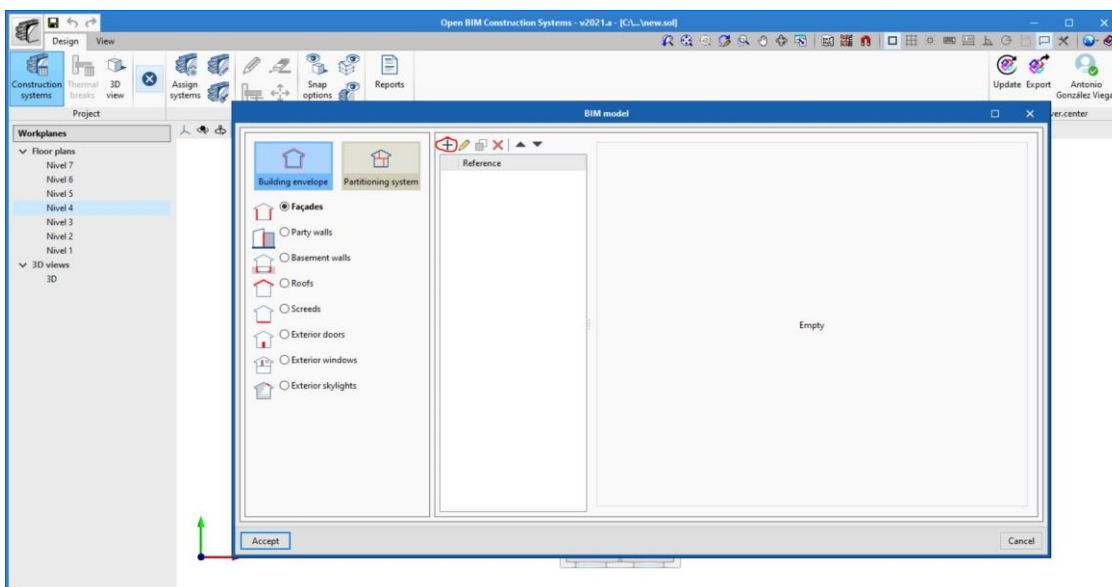 Open BIM Construction Systems - v2021.a - [C:\...\new.sol]
Design View
Construction systems
Thermal breaks
3D view
Assign systems
Snap options
Reports
Update
Export
Antonio González Viega
Project
ver.center
BIM model
Workplanes
Floor plans
Nivel 7
Nivel 6
Nivel 5
Nivel 4
Nivel 3
Nivel 2
Nivel 1
3D views
3D
Building envelope
Partitioning system
Façades
Party walls
Basement walls
Roofs
Screeds
Exterior doors
Exterior windows
Exterior skylights
Reference
Empty
Accept
Cancel